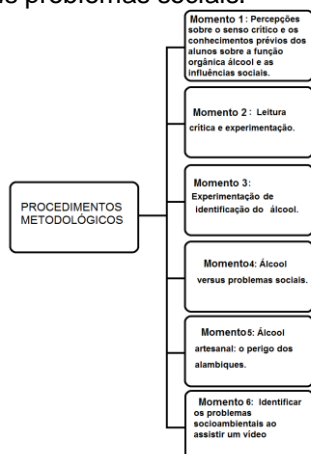 s problemas sociais.
Momento 1: Percepções
sobre o senso crítico e os
conhecimentos prévios dos
alunos sobre a função
orgânica álcool e as
influências sociais.
Momento 2: Leitura
crítica e experimentação.
Momento 3:
Experimentação de
identificação do álcool.
PROCEDIMENTOS
METODOLÓGICOS
Momento4: Álcool
versus problemas sociais.
Momento5: Álcool
artesanal: o perigo dos
alambiques.
Momento 6: Identificar
os problemas
socioambientais ao
assistir um vídeo